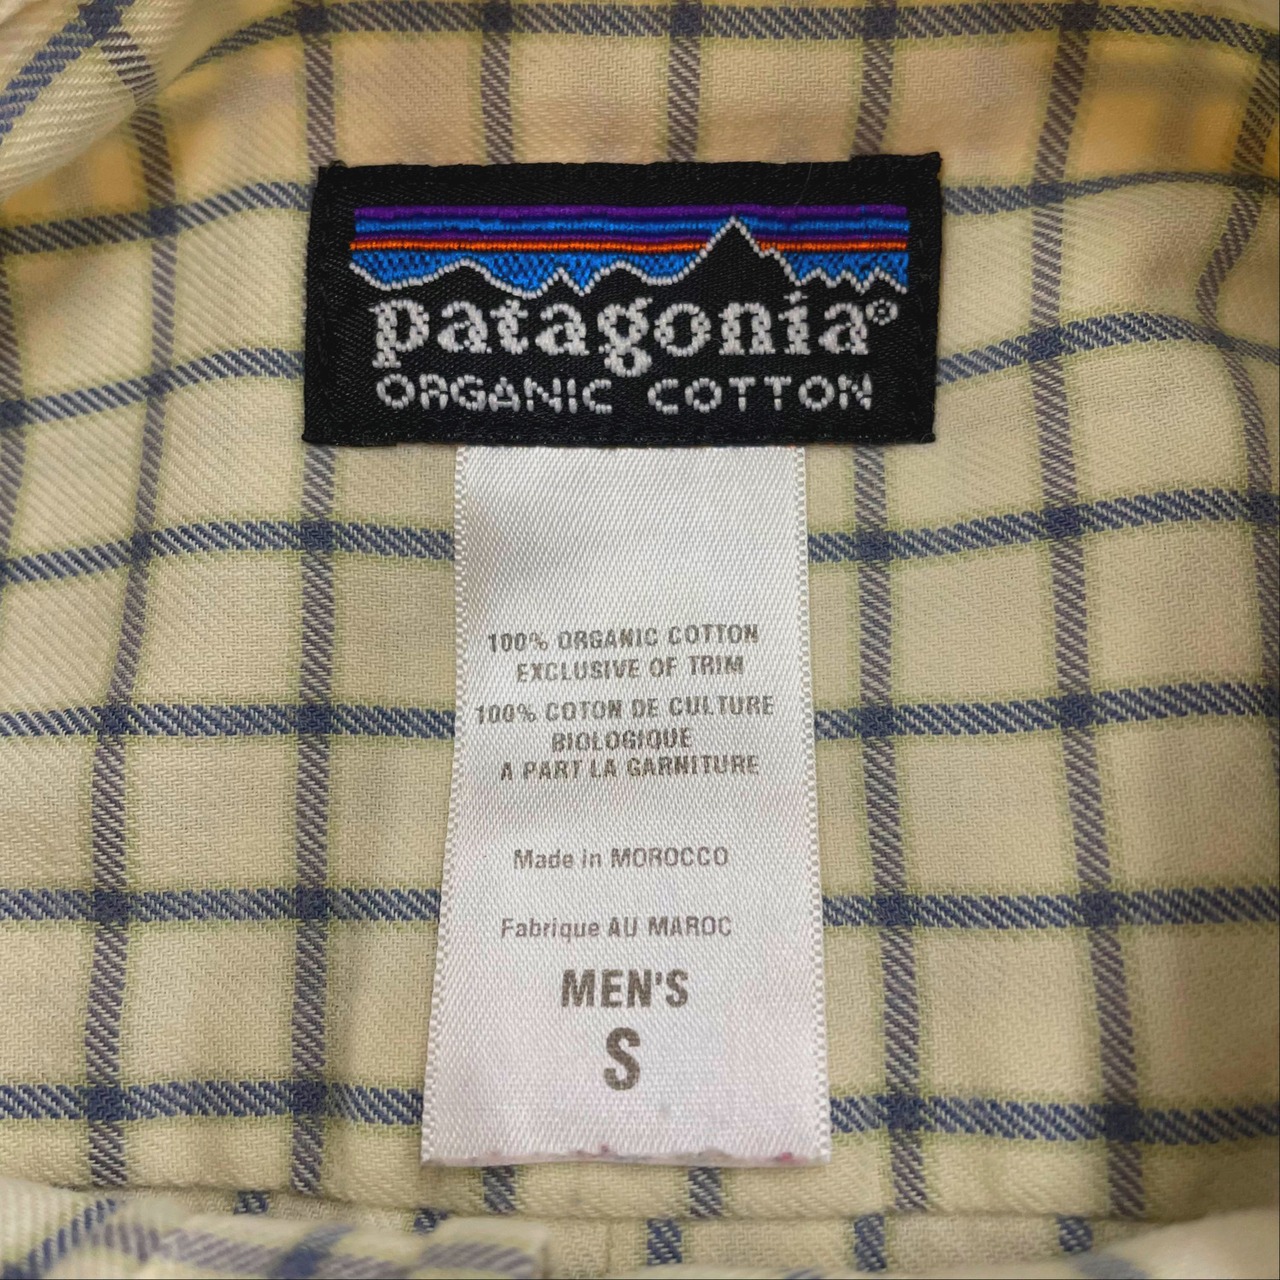 patagonia®
ORGANIC COTTON
100% ORGANIC COTTON
EXCLUSIVE OF TRIM
100% COTON DE CULTURE
BIOLOGIQUE
A PART LA GARNITURE
Made in MOROCCO
Fabrique AU MAROC
MEN'S
S